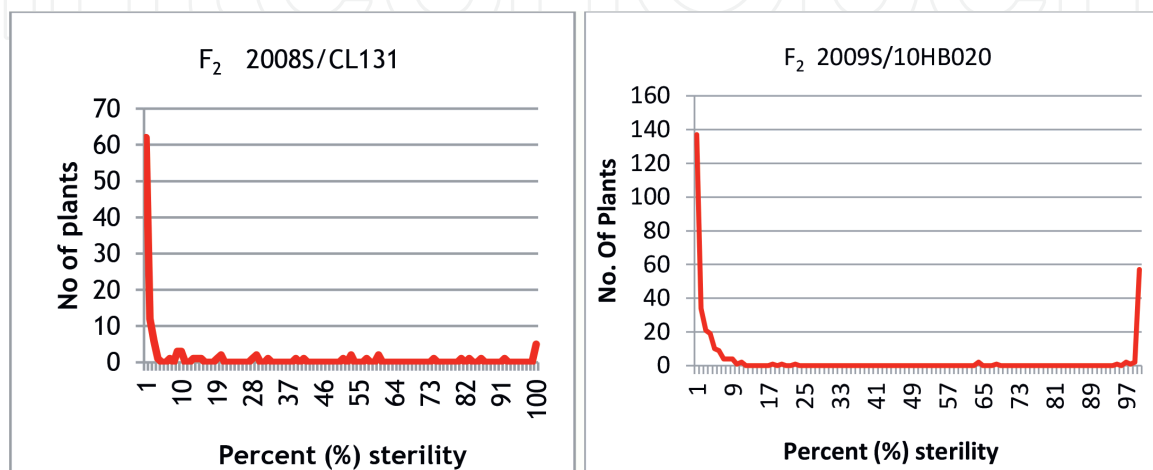 F2 2008S/CL131
No of plants
70
60
50
40
30
20
10
0
1 10 19 28 37 46 55 64 73 82 91 100
Percent (%) sterility
F2 2009S/10HB020
No. Of Plants
160
140
120
100
80
60
40
20
0
1 9 17 25 33 41 49 57 65 73 81 89 97
Percent (%) sterility